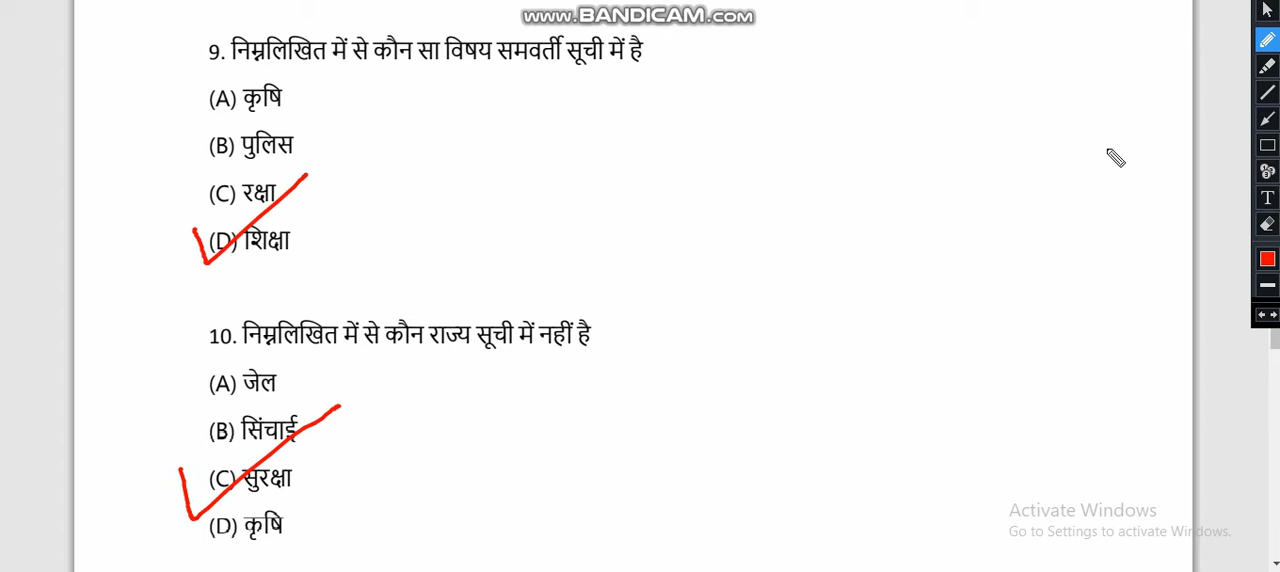 www.BANDICAM.com
9. निम्नलिखित में से कौन सा विषय समवर्ती सूची में है
(A) कृषि
(B) पुलिस
(C) रक्षा
(D) शिक्षा
10. निम्नलिखित में से कौन राज्य सूची में नहीं है
(A) जेल
(B) सिंचाई
(C) सुरक्षा
(D) कृषि
Activate Windows
Go to Settings to activate Windows.